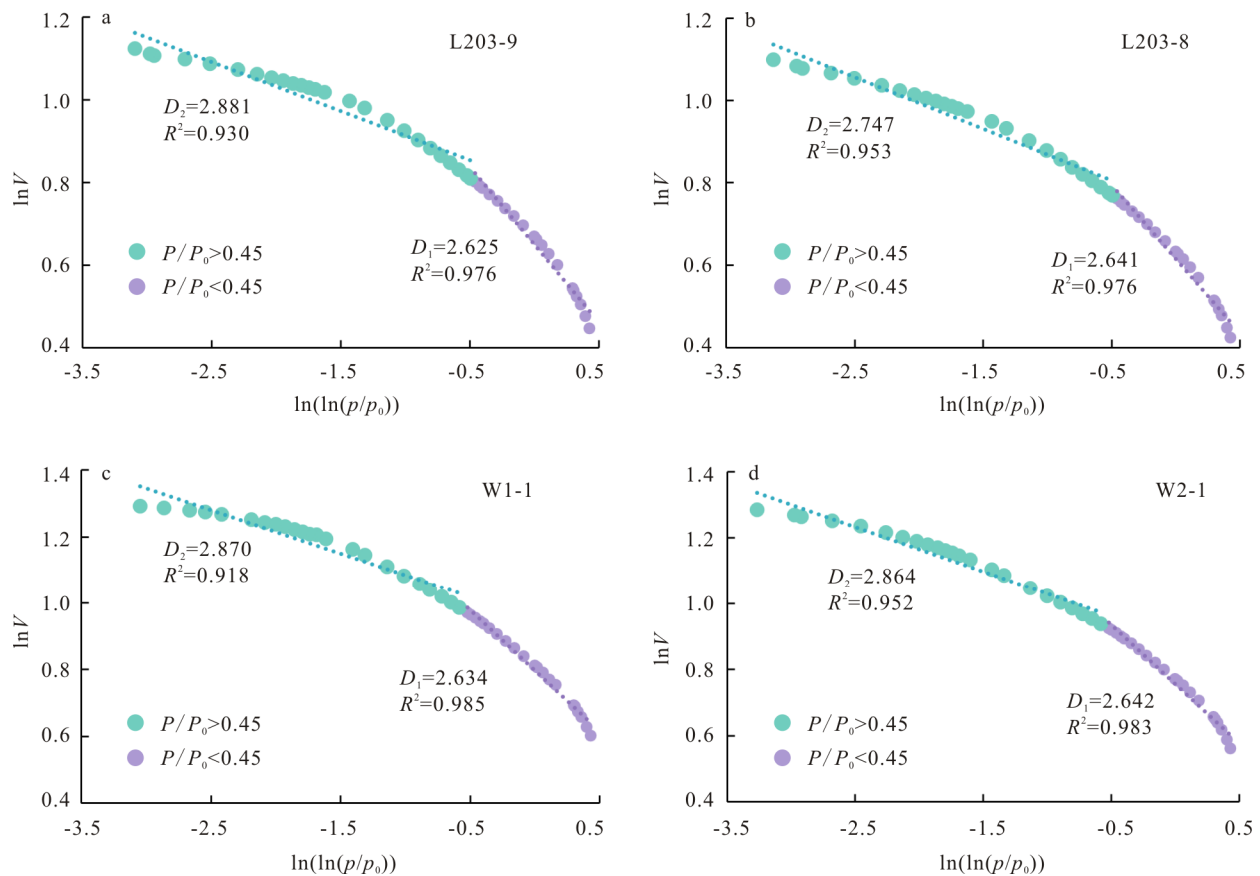 a
L203-9
1.2
1.0
0.8
0.6
0.4
lnV
D₂=2.881
R²=0.930
D₁=2.625
R²=0.976
P/P₀>0.45
P/P₀<0.45
-3.5 -2.5 -1.5 -0.5 0.5
ln(ln(p/p₀))
b
L203-8
1.2
1.0
0.8
0.6
0.4
lnV
D₂=2.747
R²=0.953
D₁=2.641
R²=0.976
P/P₀>0.45
P/P₀<0.45
-3.5 -2.5 -1.5 -0.5 0.5
ln(ln(p/p₀))
c
W1-1
1.4
1.2
1.0
0.8
0.6
0.4
lnV
D₂=2.870
R²=0.918
D₁=2.634
R²=0.985
P/P₀>0.45
P/P₀<0.45
-3.5 -2.5 -1.5 -0.5 0.5
ln(ln(p/p₀))
d
W2-1
1.4
1.2
1.0
0.8
0.6
0.4
lnV
D₂=2.864
R²=0.952
D₁=2.642
R²=0.983
P/P₀>0.45
P/P₀<0.45
-3.5 -2.5 -1.5 -0.5 0.5
ln(ln(p/p₀))